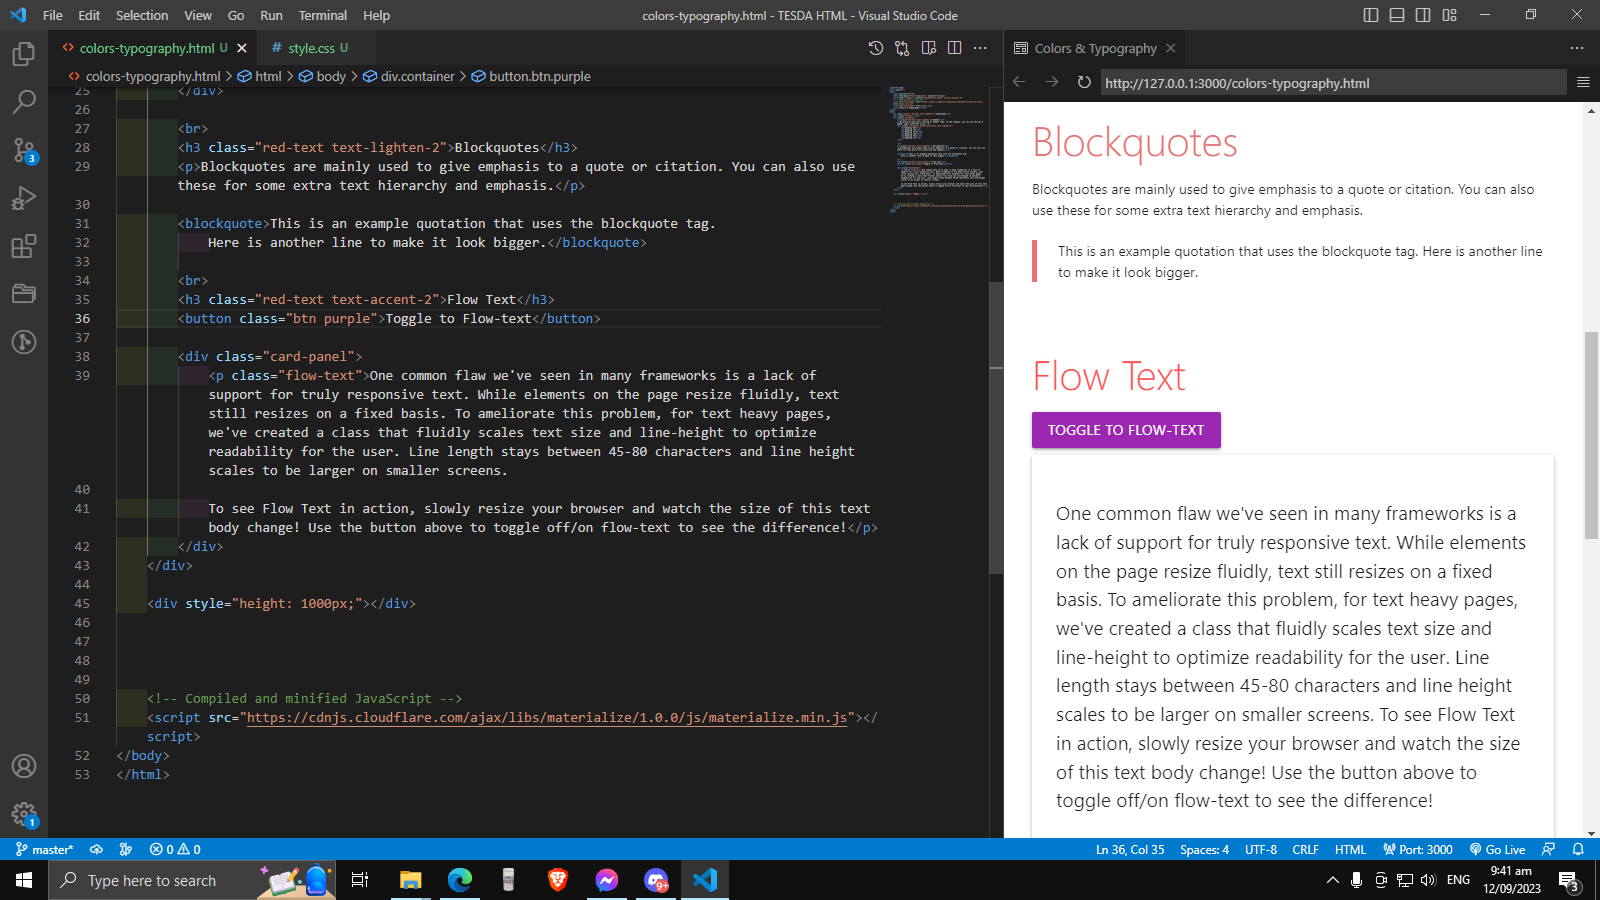 File Edit Selection View Go Run Terminal Help
colors-typography.html - TESDA HTML - Visual Studio Code
colors-typography.html U
style.css U
colors-typography.html > html > body > div.container > button.btn.purple
25 </div>
26
27 <br>
28 <h3 class="red-text text-lighten-2">Blockquotes</h3>
29 <p>Blockquotes are mainly used to give emphasis to a quote or citation. You can also use
these for some extra text hierarchy and emphasis.</p>
30
31 <blockquote>This is an example quotation that uses the blockquote tag.
32 Here is another line to make it look bigger.</blockquote>
33
34 <br>
35 <h3 class="red-text text-accent-2">Flow Text</h3>
36 <button class="btn purple">Toggle to Flow-text</button>
37
38 <div class="card-panel">
39 <p class="flow-text">One common flaw we've seen in many frameworks is a lack of
support for truly responsive text. While elements on the page resize fluidly, text
still resizes on a fixed basis. To ameliorate this problem, for text heavy pages,
we've created a class that fluidly scales text size and line-height to optimize
readability for the user. Line length stays between 45-80 characters and line height
scales to be larger on smaller screens.
40
41 To see Flow Text in action, slowly resize your browser and watch the size of this text
body change! Use the button above to toggle off/on flow-text to see the difference!</p>
42 </div>
43 </div>
44
45 <div style="height: 1000px;"></div>
46
47
48
49
50 <!-- Compiled and minified JavaScript -->
51 <script src="https://cdnjs.cloudflare.com/ajax/libs/materialize/1.0.0/js/materialize.min.js"></
script>
52 </body>
53 </html>
Colors & Typography
http://127.0.0.1:3000/colors-typography.html
Blockquotes
Blockquotes are mainly used to give emphasis to a quote or citation. You can also
use these for some extra text hierarchy and emphasis.
This is an example quotation that uses the blockquote tag. Here is another line
to make it look bigger.
Flow Text
TOGGLE TO FLOW-TEXT
One common flaw we've seen in many frameworks is a
lack of support for truly responsive text. While elements
on the page resize fluidly, text still resizes on a fixed
basis. To ameliorate this problem, for text heavy pages,
we've created a class that fluidly scales text size and
line-height to optimize readability for the user. Line
length stays between 45-80 characters and line height
scales to be larger on smaller screens. To see Flow Text
in action, slowly resize your browser and watch the size
of this text body change! Use the button above to
toggle off/on flow-text to see the difference!
3
1
master* 0 0
Ln 36, Col 35 Spaces: 4 UTF-8 CRLF HTML Port: 3000 Go Live
Type here to search
9+
ENG
9:41 am
12/09/2023
3